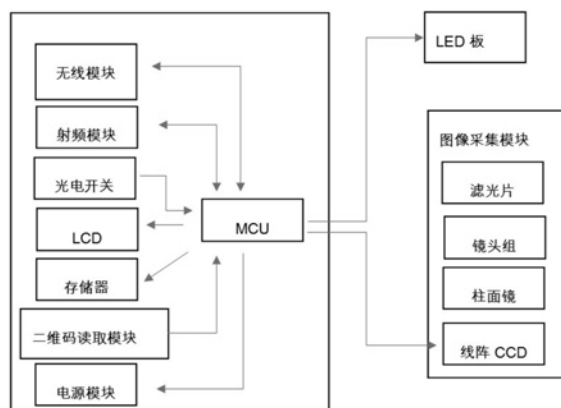 无线模块
射频模块
光电开关
LCD
存储器
二维码读取模块
电源模块
MCU
LED 板
图像采集模块
滤光片
镜头组
柱面镜
线阵 CCD